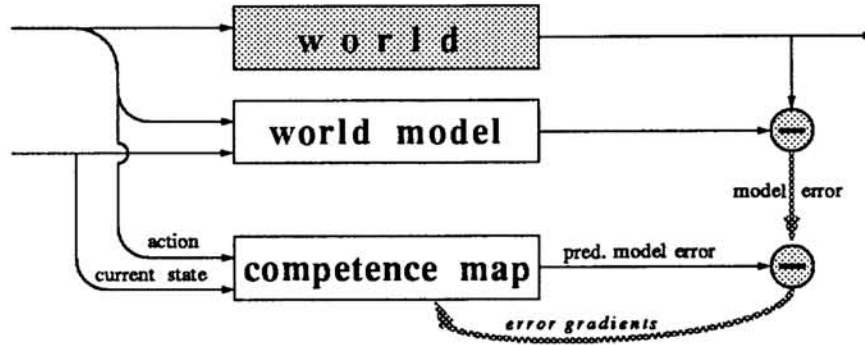 world
world model
model error
action
current state
competence map
pred. model error
error gradients